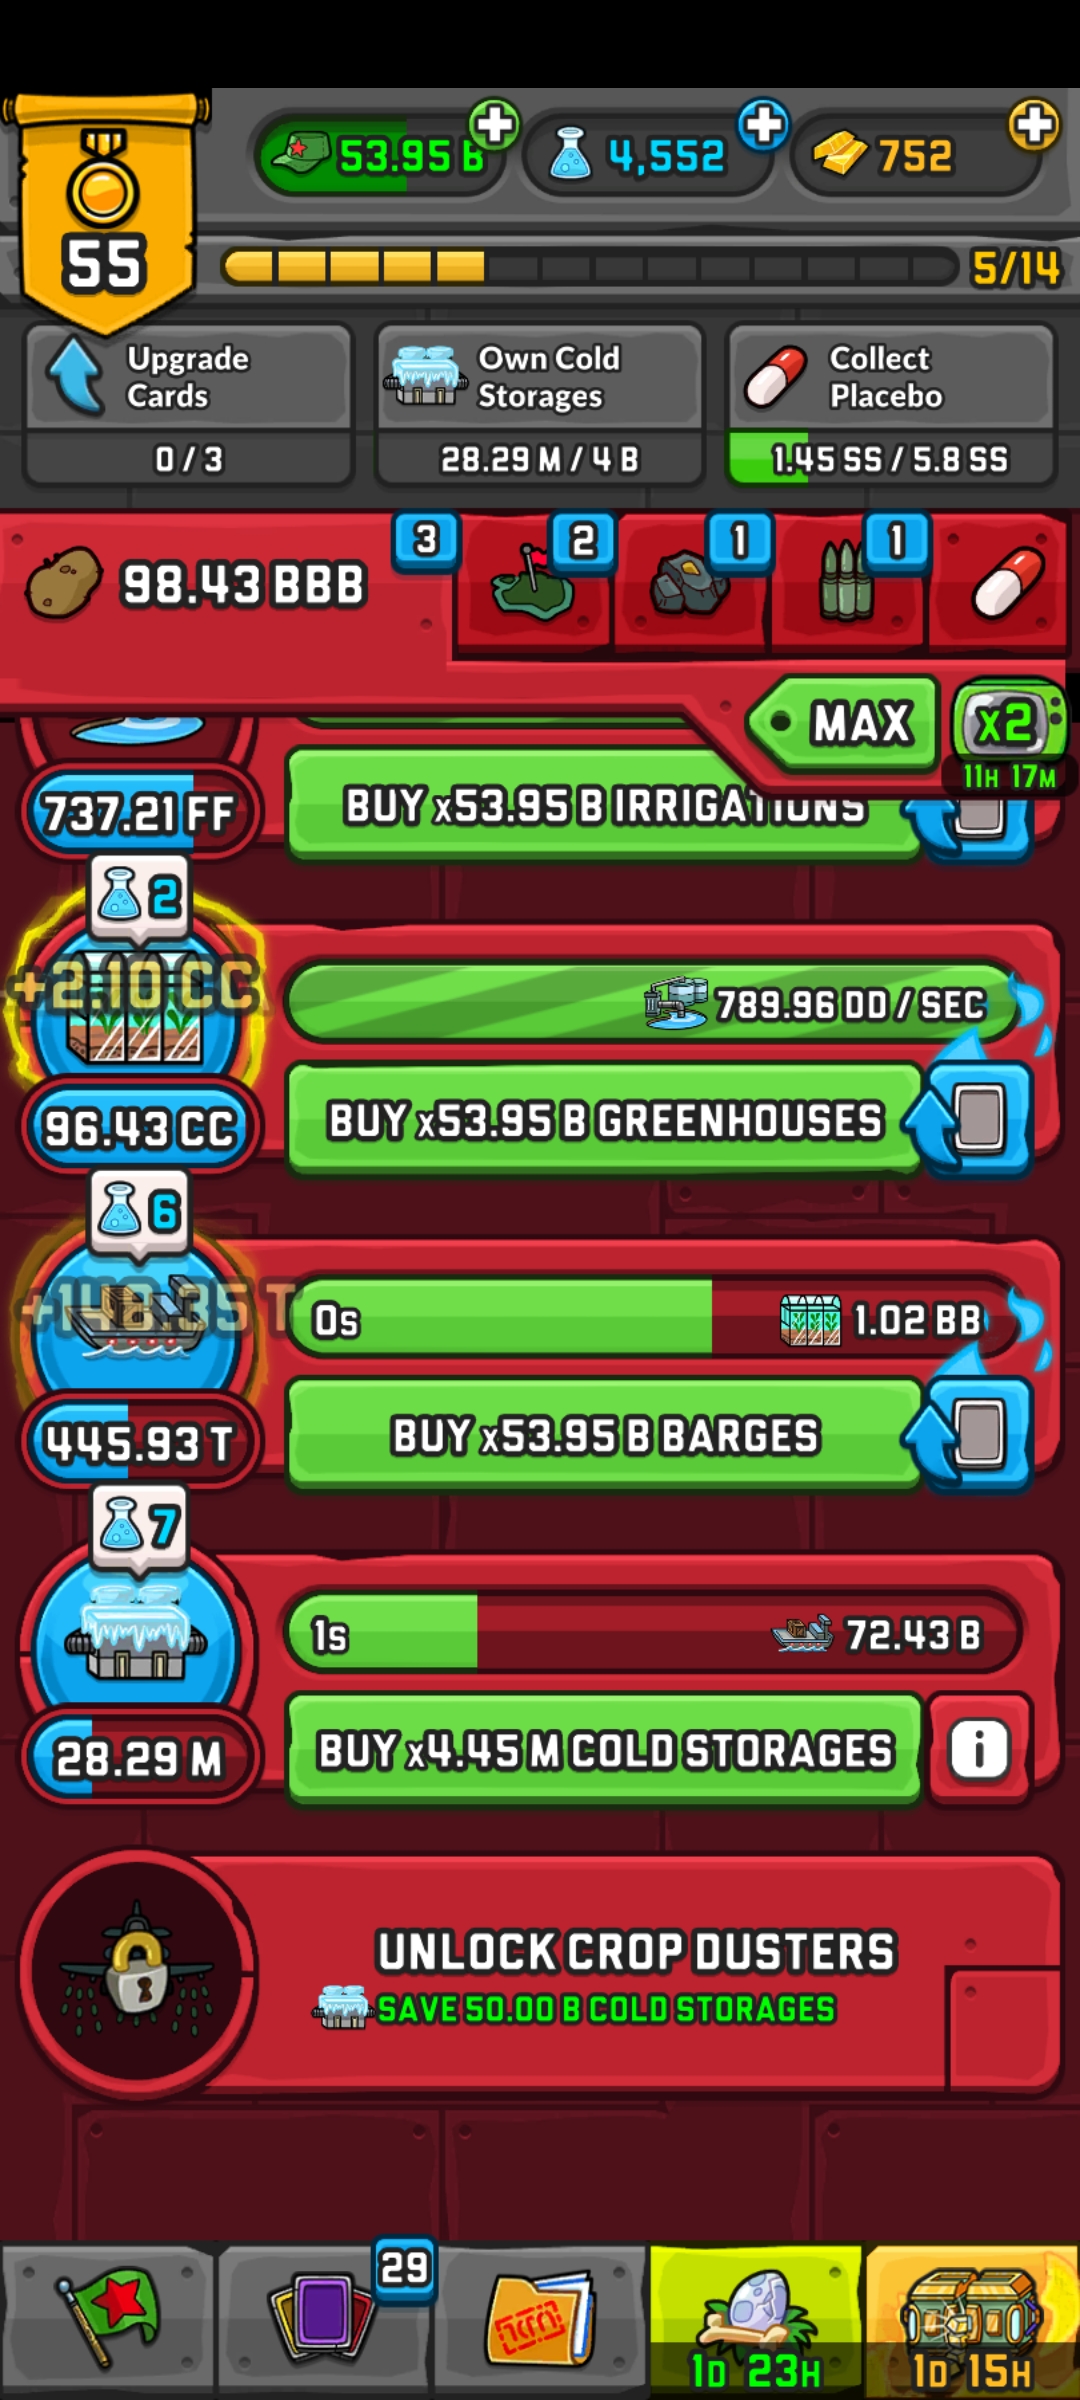 53.95 B
4,552
752
55
5/14
Upgrade
Cards
0 / 3
Own Cold
Storages
28.29 M / 4 B
Collect
Placebo
1.45 SS / 5.8 SS
98.43 BBB
3
2
1
1
MAX
x2
11H 17M
737.21 FF
BUY x53.95 B IRRIGATIONS
2
+2.10 CC
789.96 DD / SEC
96.43 CC
BUY x53.95 B GREENHOUSES
6
+148.35 T
0s
1.02 BB
445.93 T
BUY x53.95 B BARGES
7
1s
72.43 B
28.29 M
BUY x4.45 M COLD STORAGES
i
UNLOCK CROP DUSTERS
SAVE 50.00 B COLD STORAGES
29
1D 23H
1D 15H